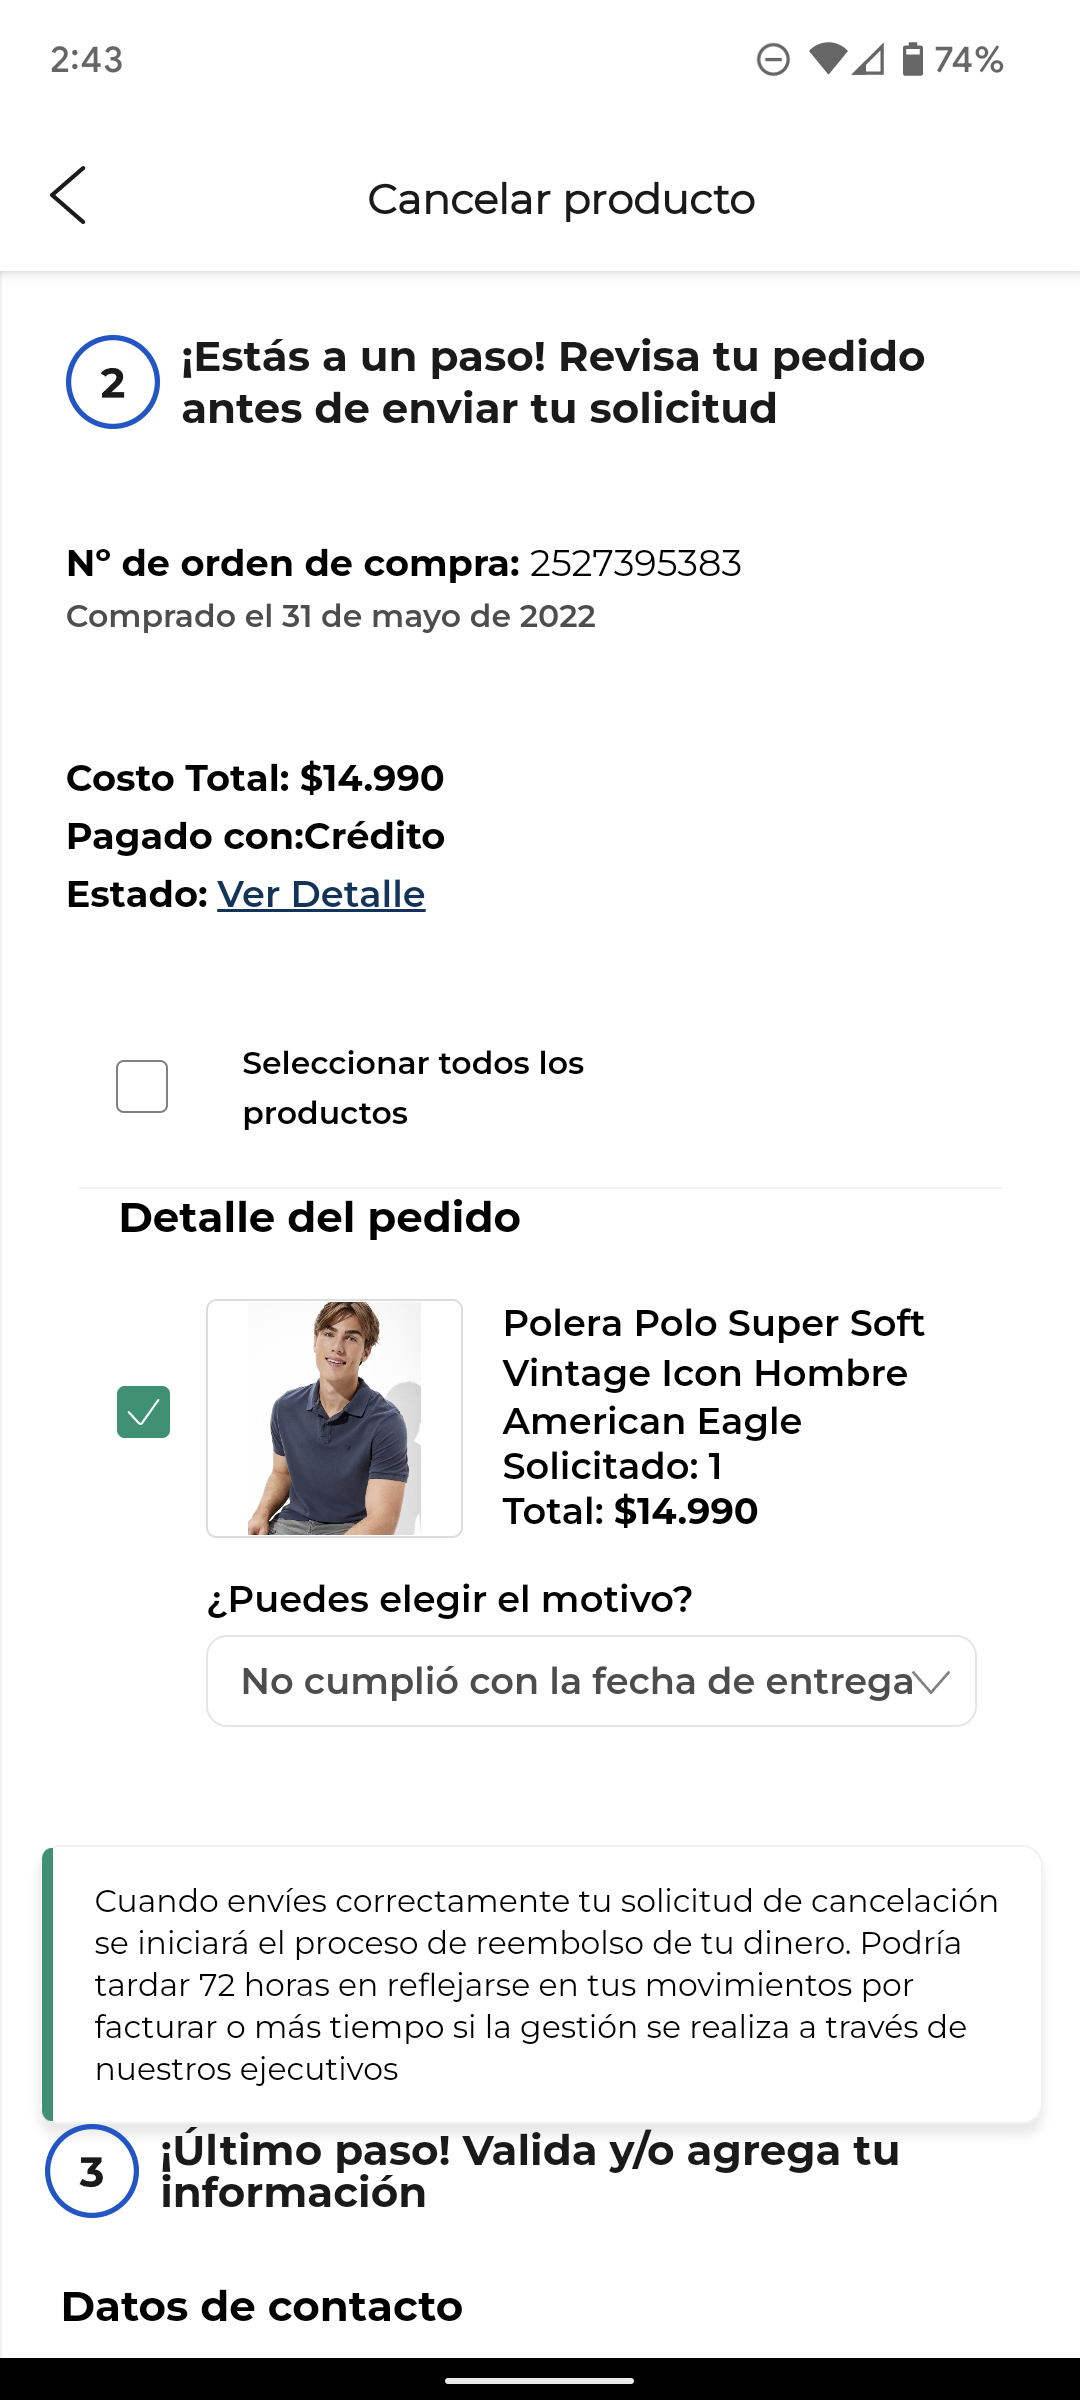 2:43
74%
Cancelar producto
2
¡Estás a un paso! Revisa tu pedido
antes de enviar tu solicitud
Nº de orden de compra: 2527395383
Comprado el 31 de mayo de 2022
Costo Total: $14.990
Pagado con:Crédito
Estado: Ver Detalle
Seleccionar todos los
productos
Detalle del pedido
Polera Polo Super Soft
Vintage Icon Hombre
American Eagle
Solicitado: 1
Total: $14.990
¿Puedes elegir el motivo?
No cumplió con la fecha de entrega
Cuando envíes correctamente tu solicitud de cancelación
se iniciará el proceso de reembolso de tu dinero. Podría
tardar 72 horas en reflejarse en tus movimientos por
facturar o más tiempo si la gestión se realiza a través de
nuestros ejecutivos
3
¡Último paso! Valida y/o agrega tu
información
Datos de contacto